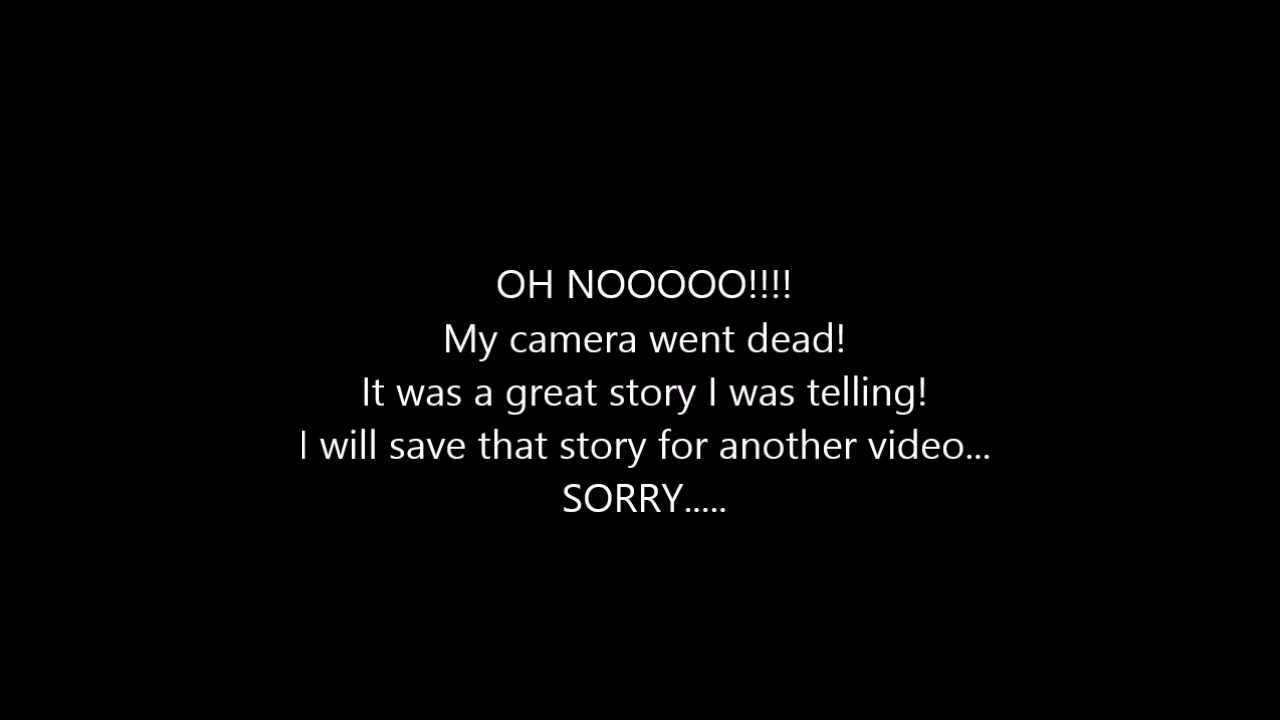 OH NOOOOO!!!!
My camera went dead!
It was a great story I was telling!
I will save that story for another video...
SORRY.....